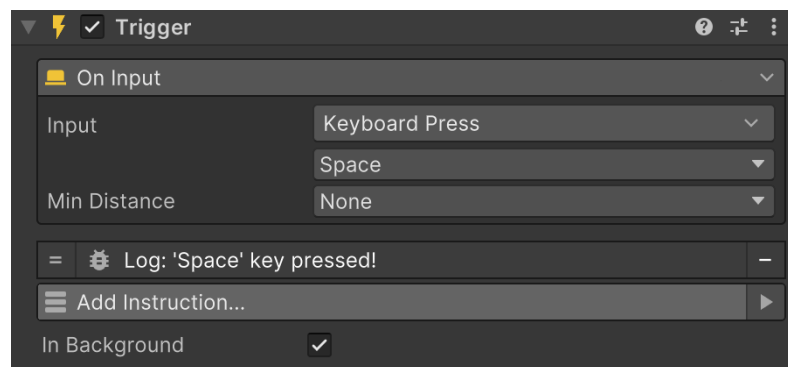 Trigger
On Input
Input Keyboard Press
Space
Min Distance None
= Log: 'Space' key pressed! −
Add Instruction...
In Background